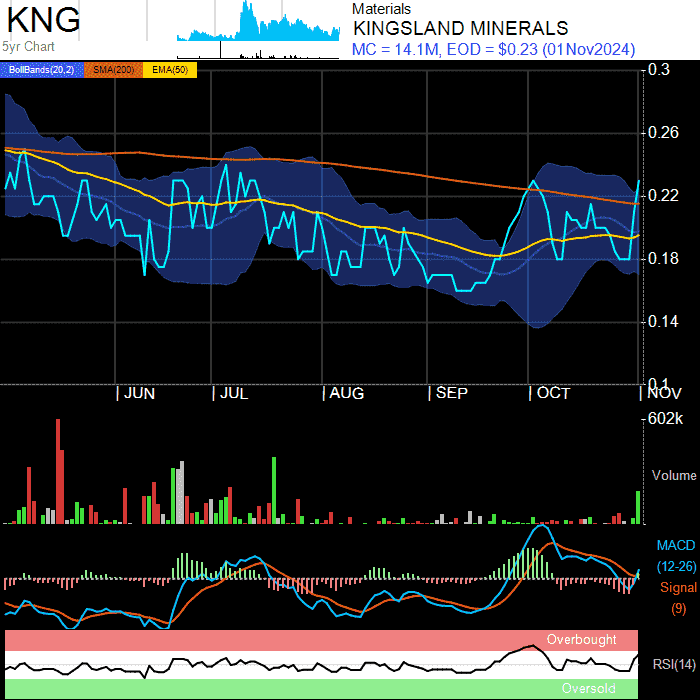 KNG
5yr Chart
Materials
KINGSLAND MINERALS
MC = 14.1M, EOD = $0.23 (01Nov2024)
BollBands(20,2) SMA(200) EMA(50)
0.3
0.26
0.22
0.18
0.14
0.1
| JUN | JUL | AUG | SEP | OCT | NOV
602k
Volume
MACD
(12-26)
Signal
(9)
Overbought
RSI(14)
Oversold